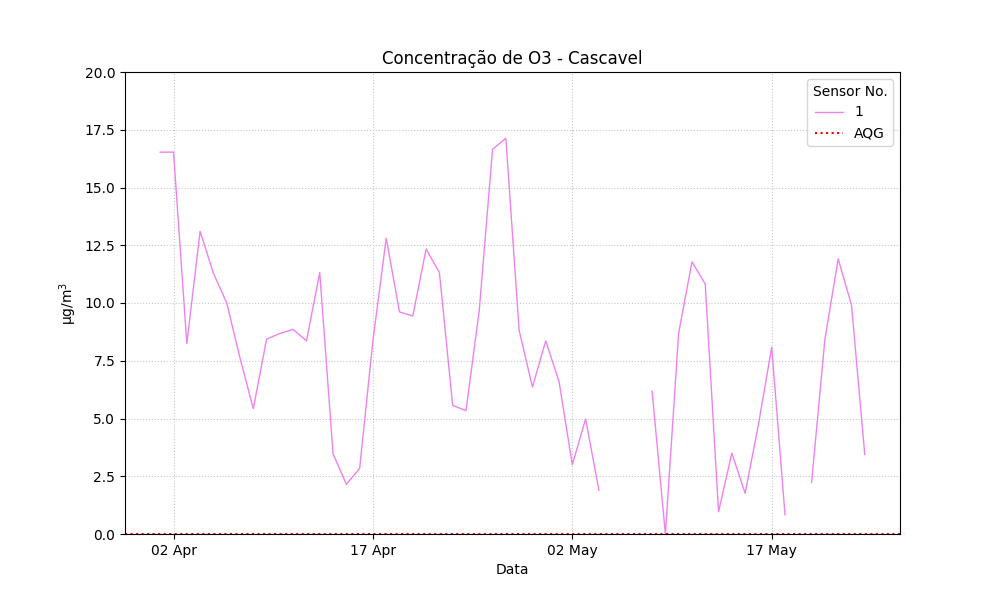 Concentração de O3 - Cascavel
20.0
17.5
15.0
12.5
10.0
7.5
5.0
2.5
0.0
µg/m³
02 Apr
17 Apr
02 May
17 May
Data
Sensor No.
1
AQG